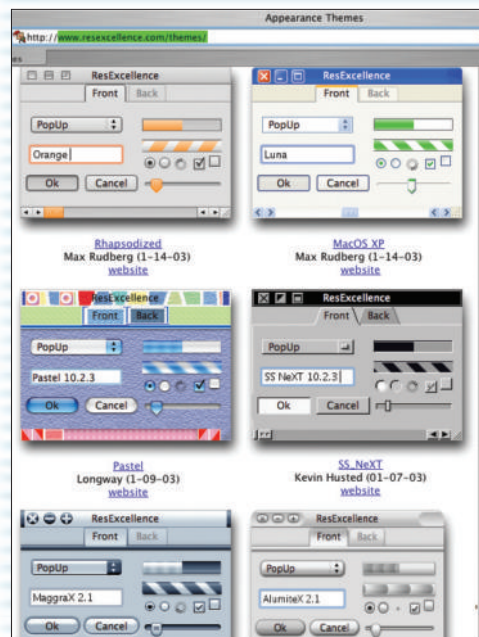 Appearance Themes
http://www.resexcellence.com/themes/
es
ResExcellence
Front Back
PopUp
Orange
Ok Cancel
Rhapsodized
Max Rudberg (1-14-03)
website
ResExcellence
Front Back
PopUp
Luna
Ok Cancel
MacOS XP
Max Rudberg (1-14-03)
website
ResExcellence
Front Back
PopUp
Pastel 10.2.3
Ok Cancel
Pastel
Longway (1-09-03)
website
ResExcellence
Front Back
PopUp
SS NeXT 10.2.3
Ok Cancel
SS_NeXT
Kevin Husted (01-07-03)
website
ResExcellence
Front Back
PopUp
MaggraX 2.1
Ok Cancel
ResExcellence
Front Back
PopUp
AlumiteX 2.1
Ok Cancel